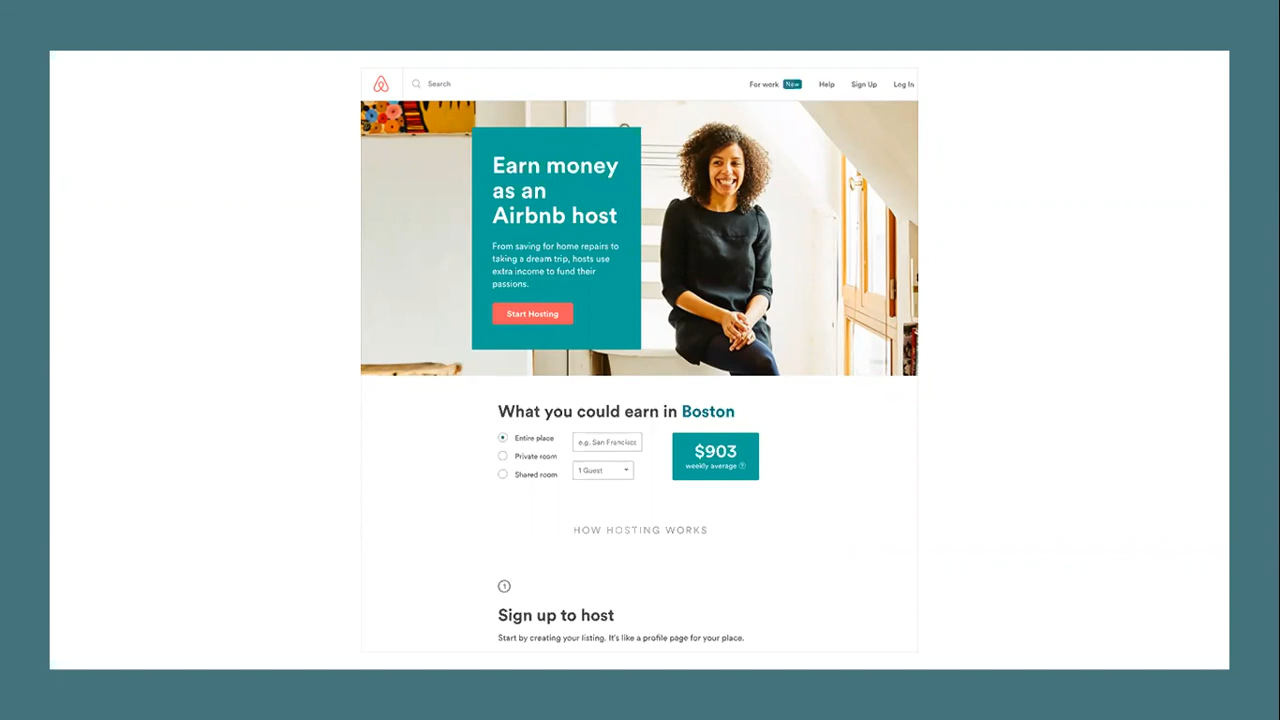 Search
For work New Help Sign Up Log In
Earn money
as an
Airbnb host
From saving for home repairs to
taking a dream trip, hosts use
extra income to fund their
passions.
Start Hosting
What you could earn in Boston
Entire place
Private room
Shared room
e.g. San Francisc
1 Guest
$903
weekly average ?
HOW HOSTING WORKS
1
Sign up to host
Start by creating your listing. It's like a profile page for your place.